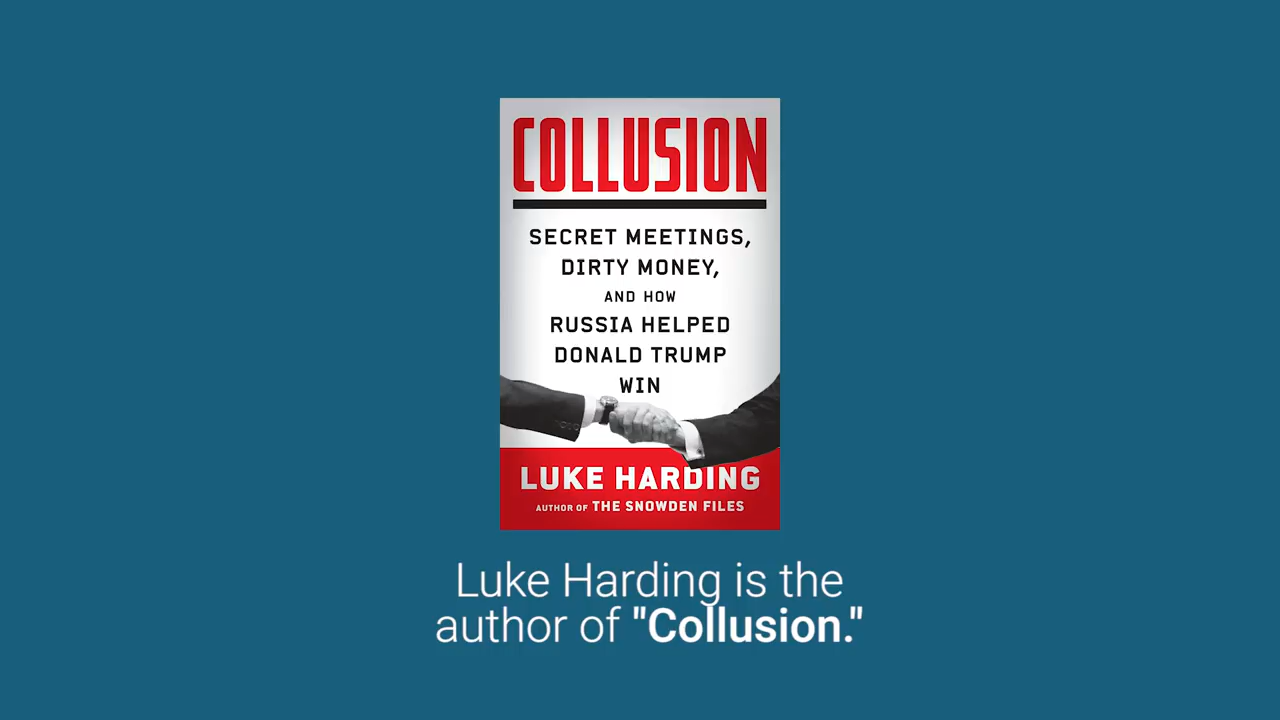 COLLUSION
SECRET MEETINGS,
DIRTY MONEY,
AND HOW
RUSSIA HELPED
DONALD TRUMP
WIN
LUKE HARDING
AUTHOR OF THE SNOWDEN FILES
Luke Harding is the
author of "Collusion."